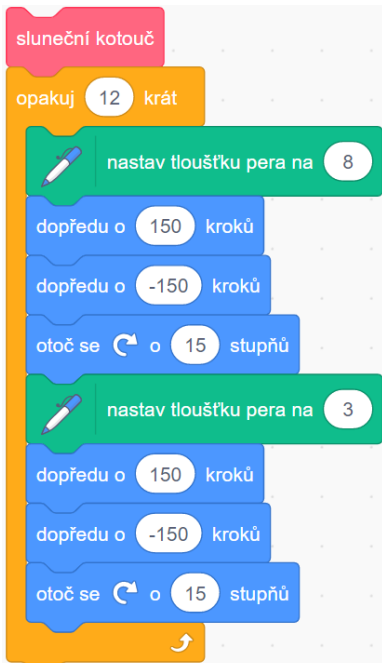 sluneční kotouč
opakuj 12 krát
nastav tloušťku pera na 8
dopředu o 150 kroků
dopředu o -150 kroků
otoč se o 15 stupňů
nastav tloušťku pera na 3
dopředu o 150 kroků
dopředu o -150 kroků
otoč se o 15 stupňů